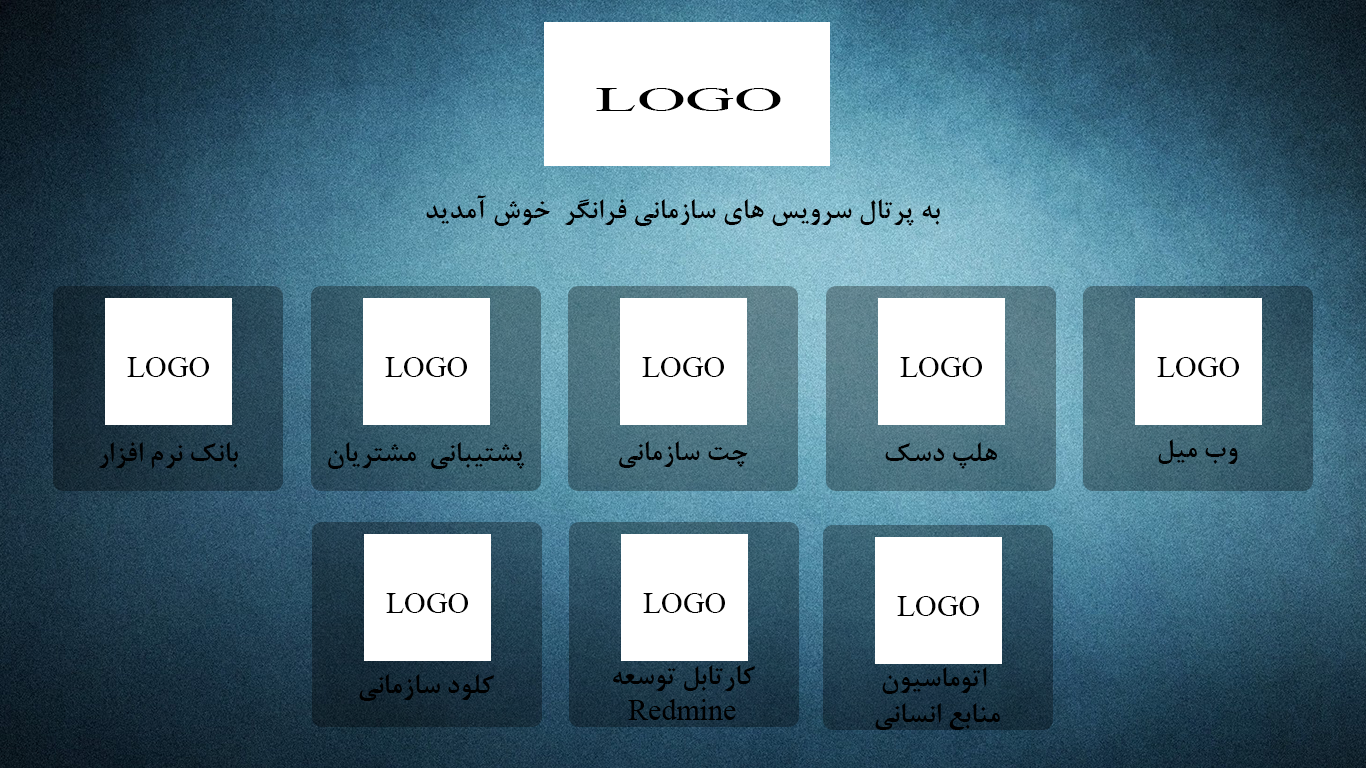 LOGO
به پرتال سرویس های سازمانی فرانگر خوش آمدید
LOGO
وب میل
LOGO
هلپ دسک
LOGO
چت سازمانی
LOGO
پشتیبانی مشتریان
LOGO
بانک نرم افزار
LOGO
اتوماسیون
منابع انسانی
LOGO
کارتابل توسعه
Redmine
LOGO
کلود سازمانی